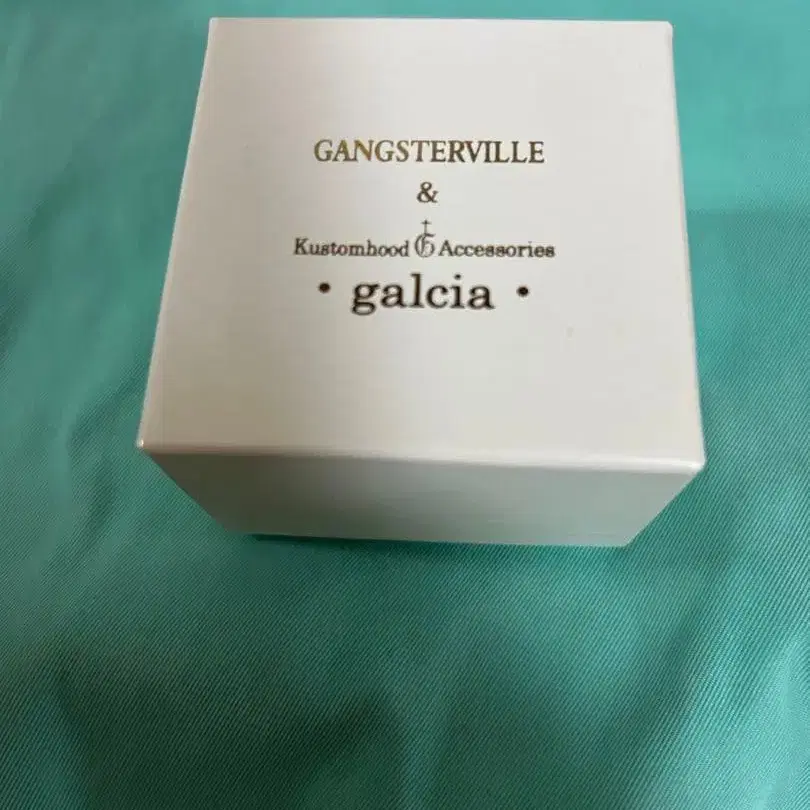 GANGSTERVILLE
&
Kustomhood G Accessories
• galcia •